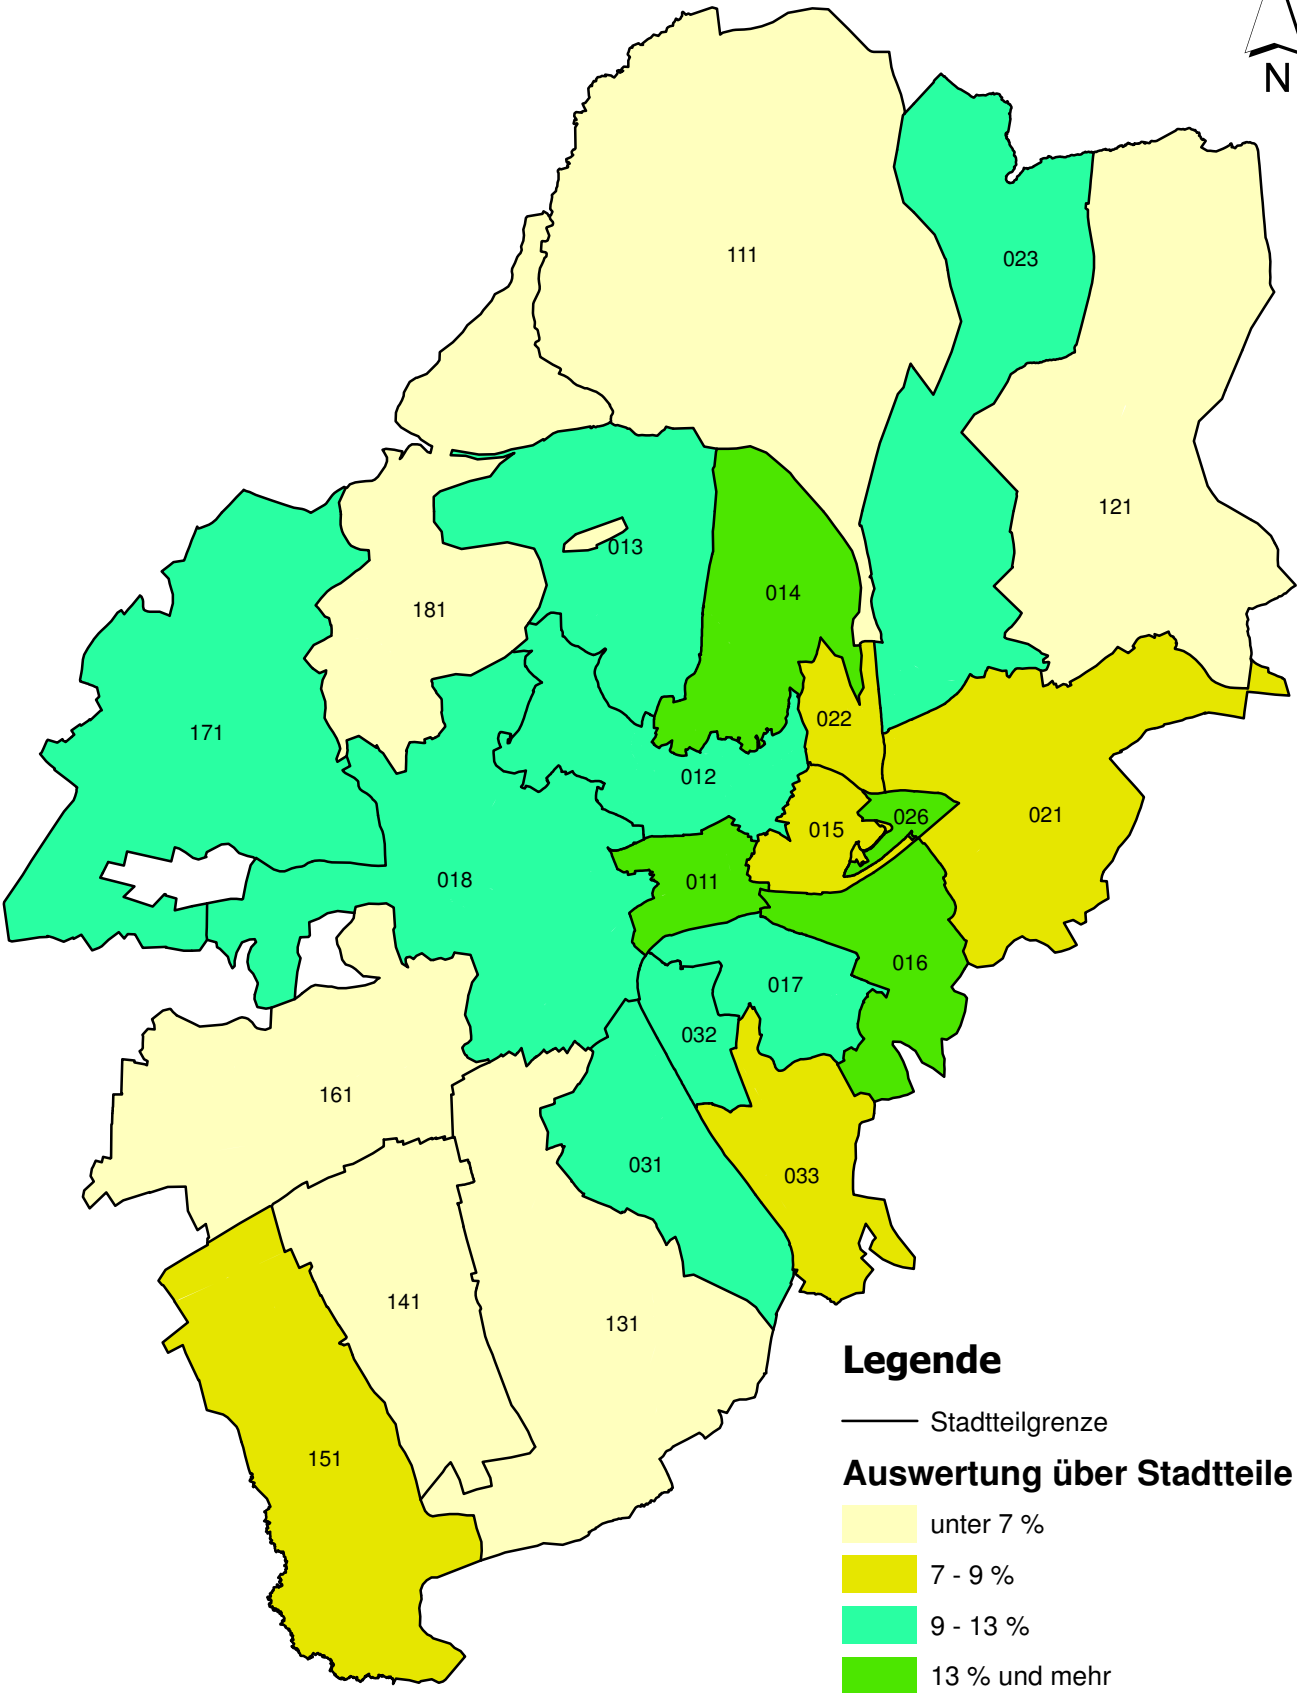 N
111
023
121
013
014
181
171
022
012
021
026
015
018
011
016
017
032
161
031
033
141
131
151
Legende
Stadtteilgrenze
Auswertung über Stadtteile
unter 7 %
7 - 9 %
9 - 13 %
13 % und mehr